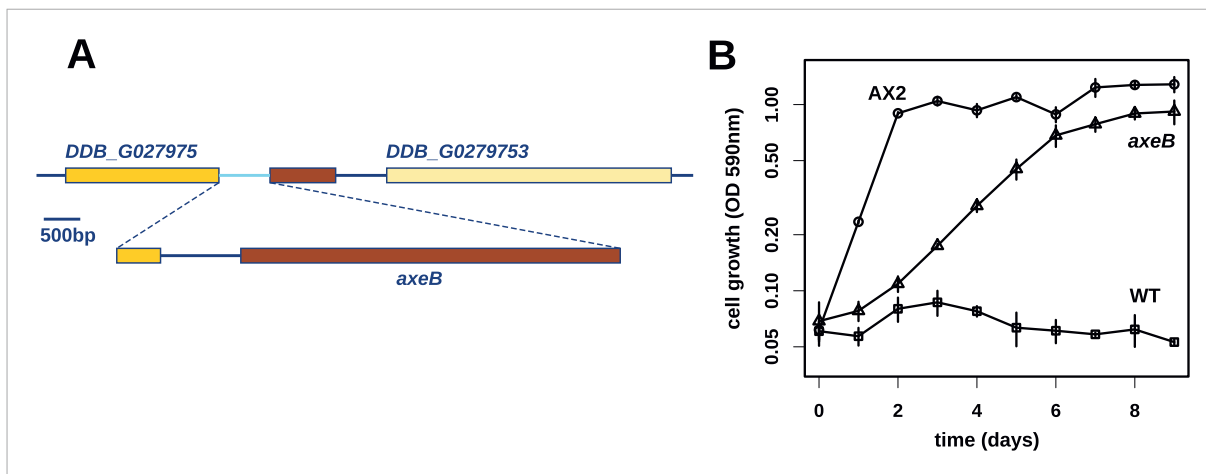 A
DDB_G027975
DDB_G0279753
500bp
axeB
B
cell growth (OD 590nm)
1.00
0.50
0.20
0.10
0.05
AX2
axeB
WT
0 2 4 6 8
time (days)